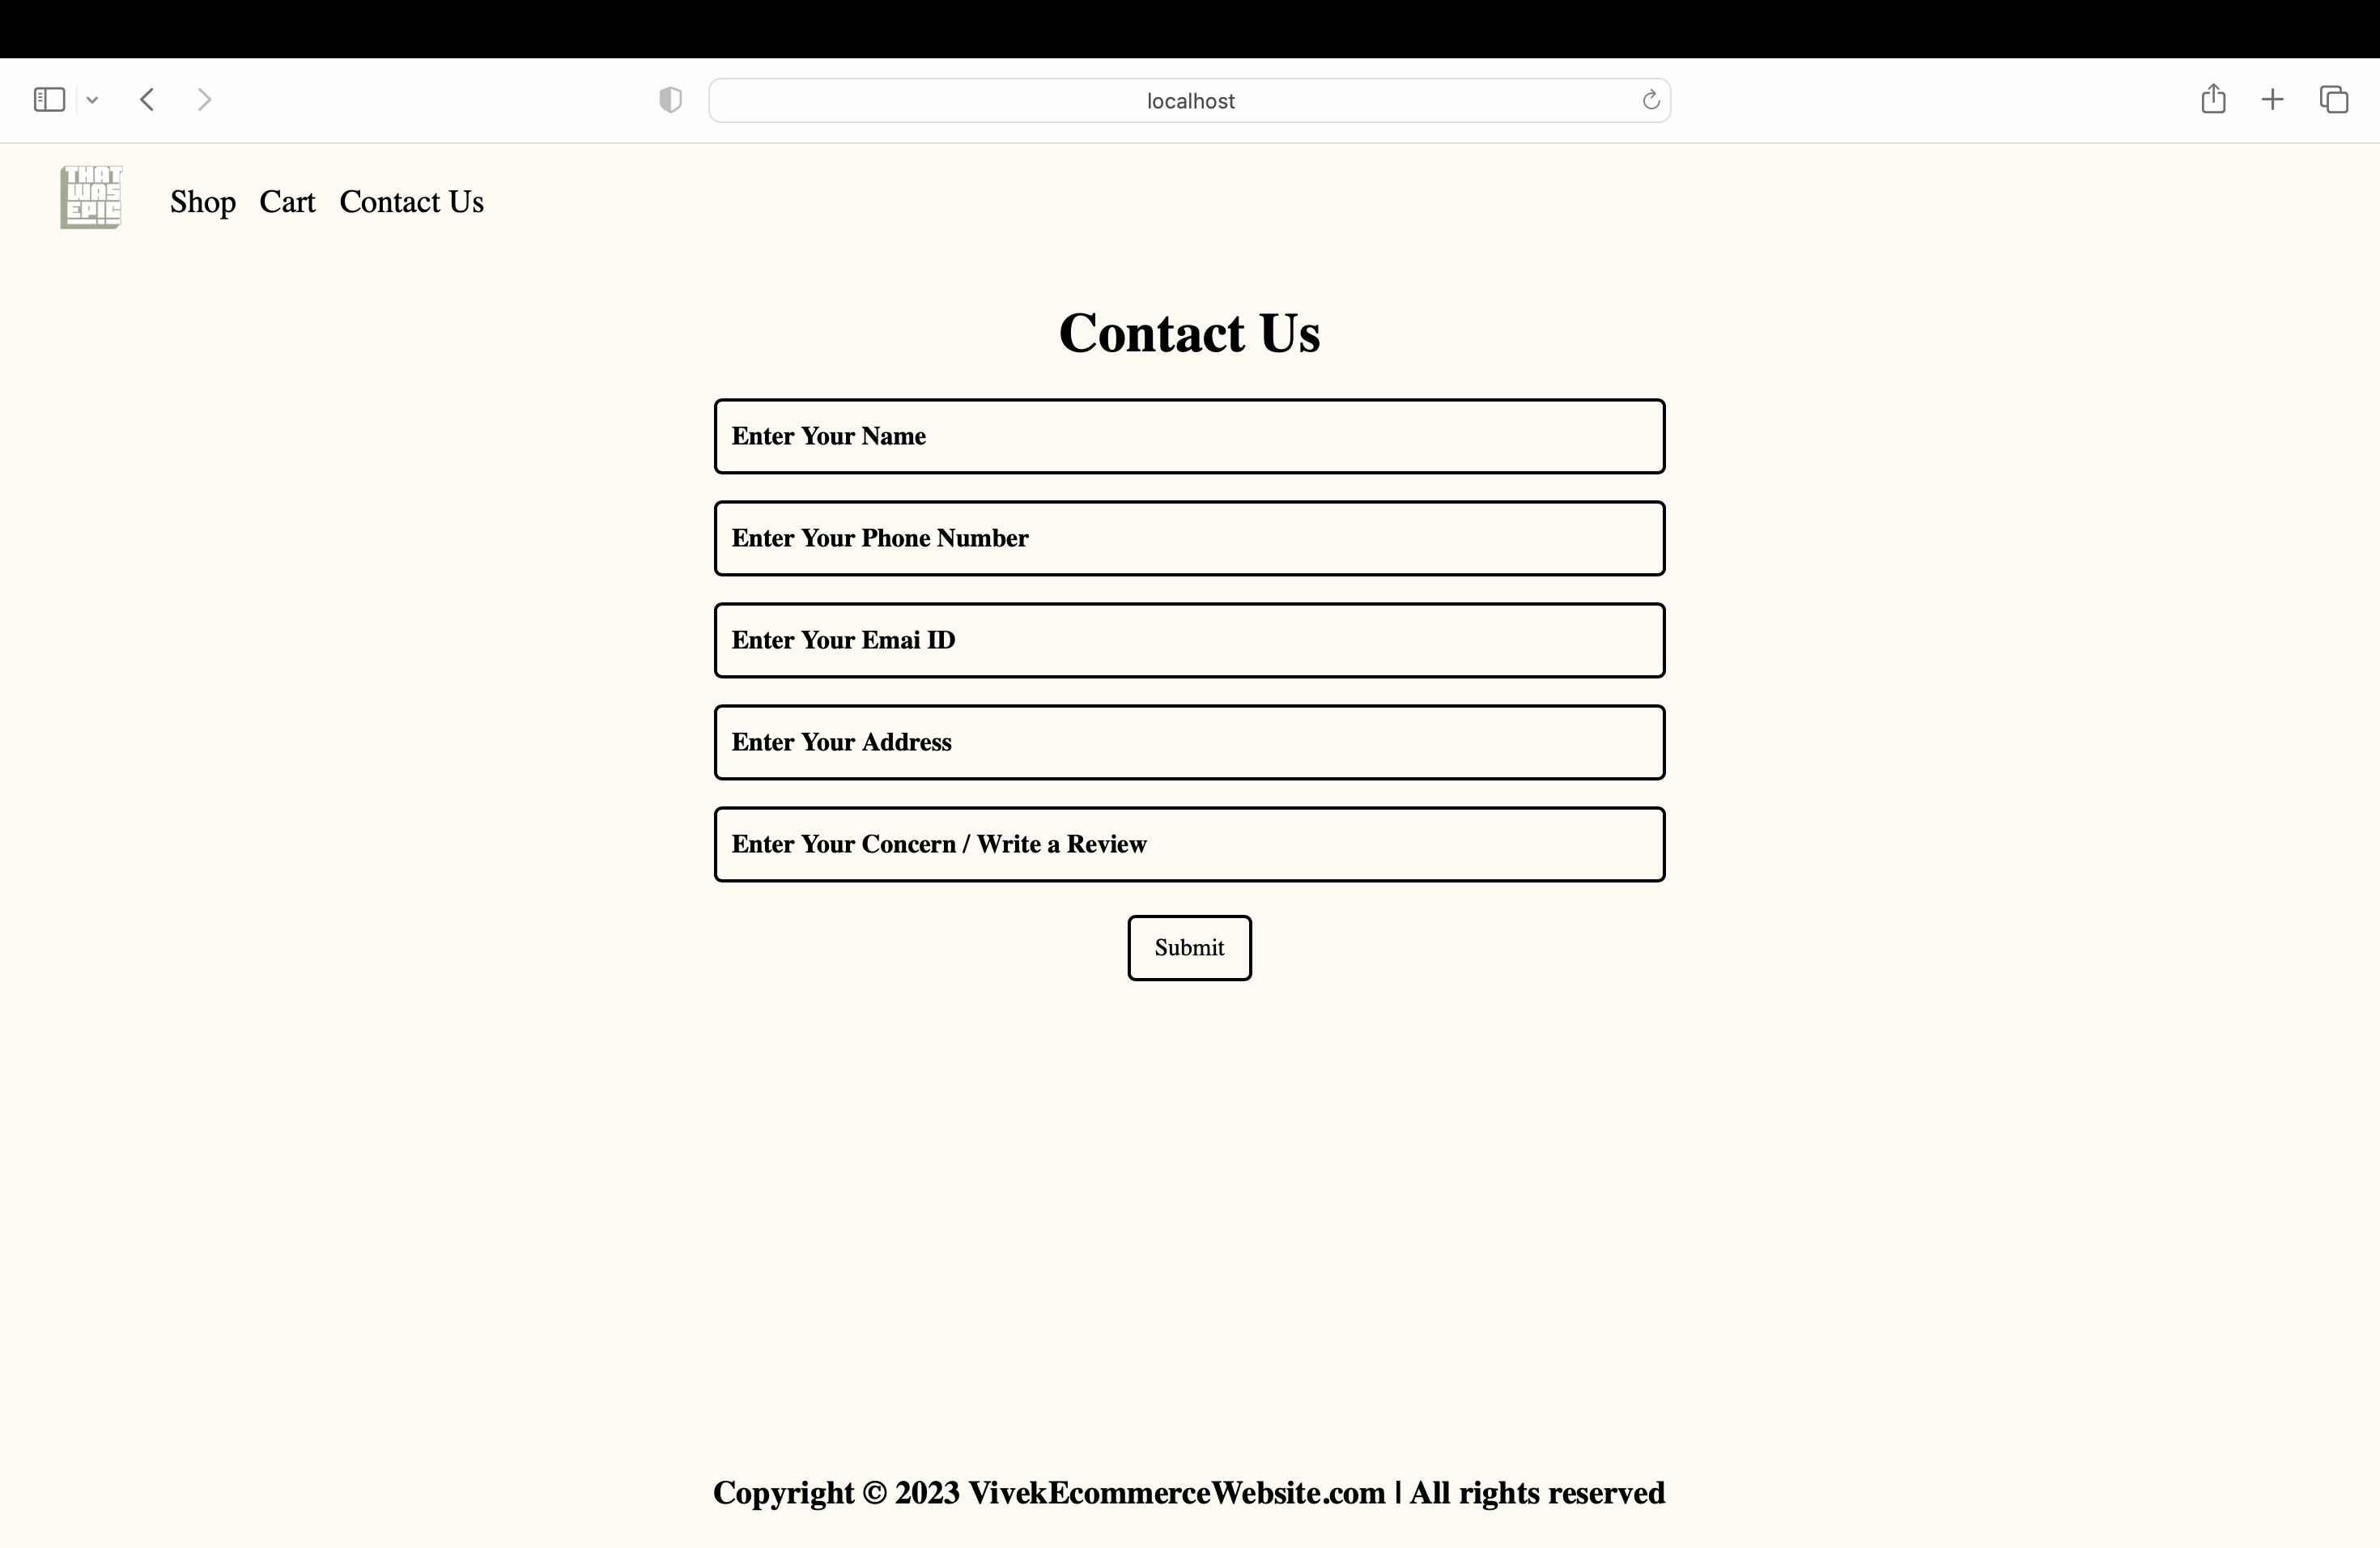 localhost
THAT
WAS
EPIC
Shop Cart Contact Us
Contact Us
Enter Your Name
Enter Your Phone Number
Enter Your Emai ID
Enter Your Address
Enter Your Concern / Write a Review
Submit
Copyright © 2023 VivekEcommerceWebsite.com | All rights reserved